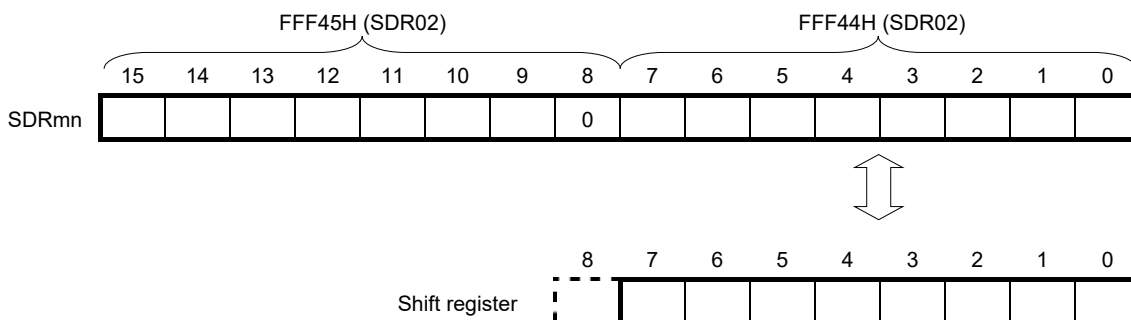 FFF45H (SDR02) FFF44H (SDR02)
15 14 13 12 11 10 9 8 7 6 5 4 3 2 1 0
SDRmn 0
8 7 6 5 4 3 2 1 0
Shift register